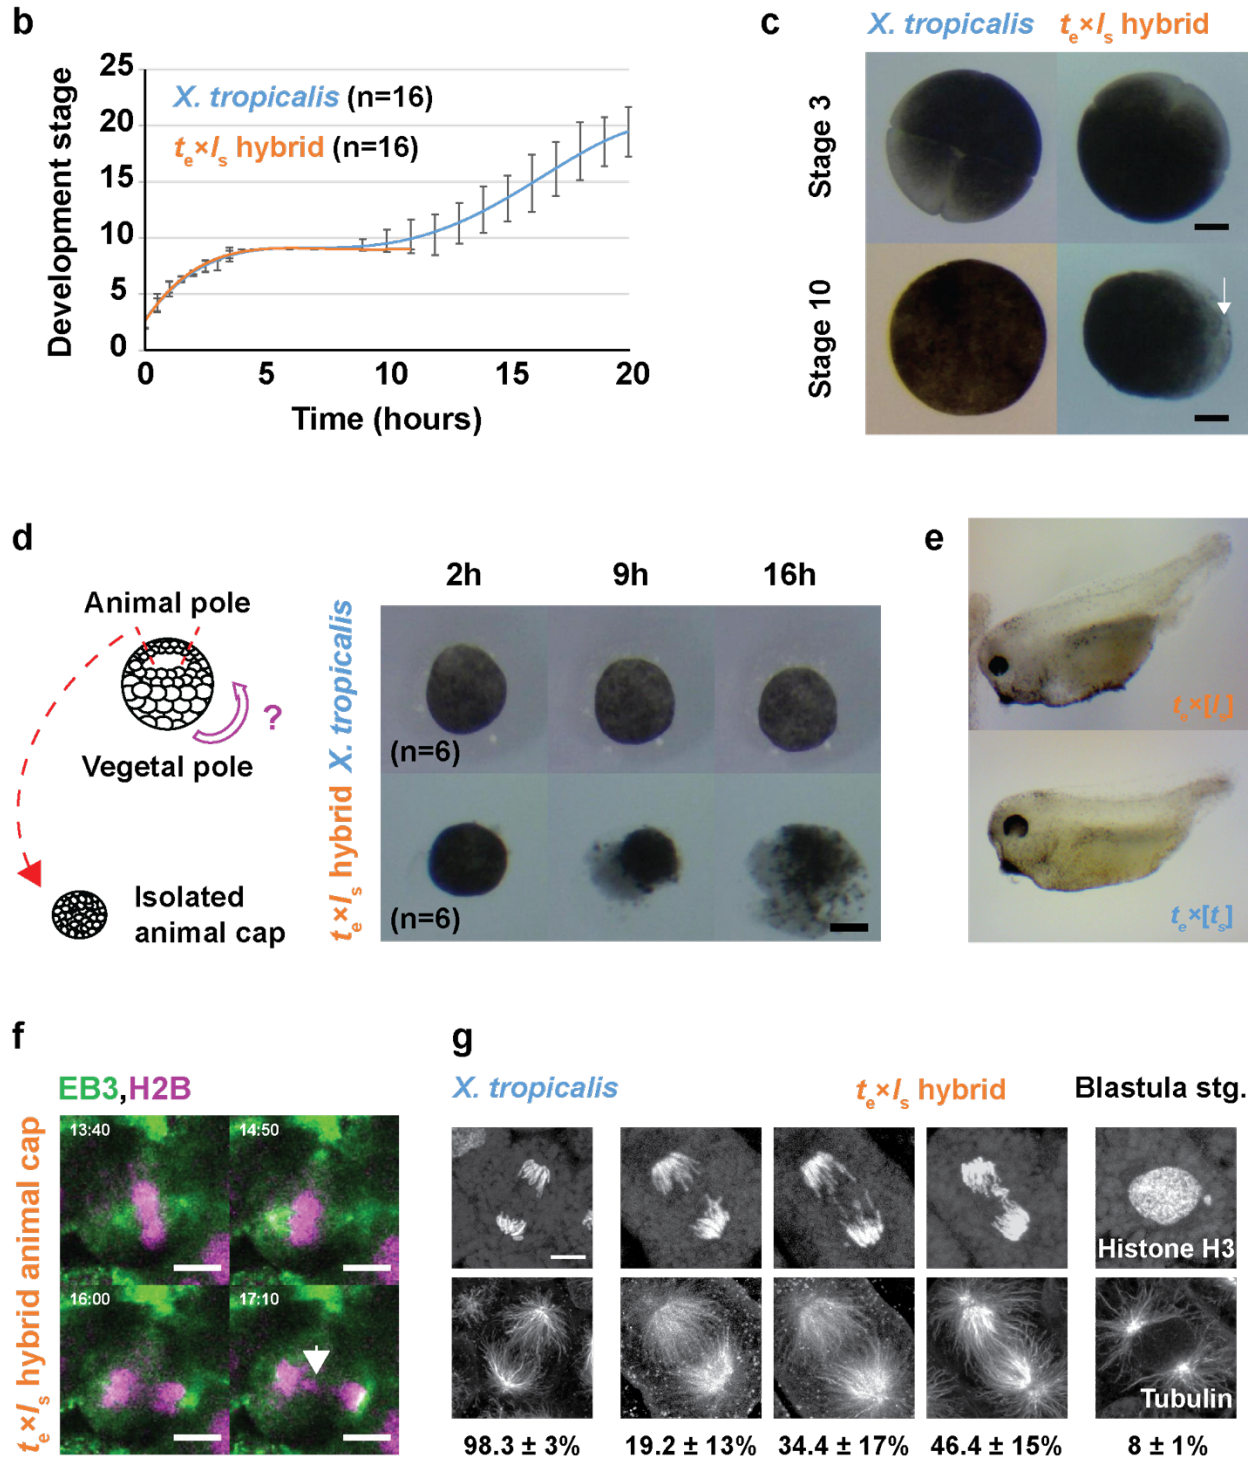 b
25
20
15
10
5
0
Development stage
X. tropicalis (n=16)
te×ls hybrid (n=16)
0 5 10 15 20
Time (hours)
c
X. tropicalis te×ls hybrid
Stage 3
Stage 10
d
Animal pole
?
Vegetal pole
Isolated
animal cap
2h 9h 16h
X. tropicalis
(n=6)
te×ls hybrid
(n=6)
e
te×[ls]
te×[ts]
f
EB3,H2B
te×ls hybrid animal cap
13:40 14:50
16:00 17:10
g
X. tropicalis te×ls hybrid Blastula stg.
Histone H3
Tubulin
98.3 ± 3% 19.2 ± 13% 34.4 ± 17% 46.4 ± 15% 8 ± 1%